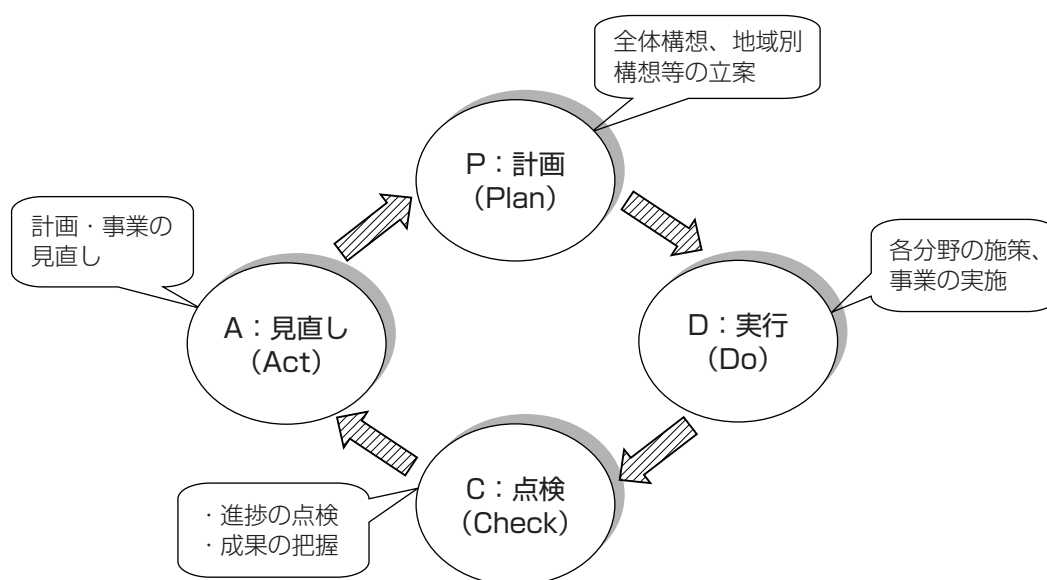 全体構想、地域別
構想等の立案
P：計画
(Plan)
計画・事業の
見直し
各分野の施策、
事業の実施
A：見直し
(Act)
D：実行
(Do)
C：点検
(Check)
・進捗の点検
・成果の把握